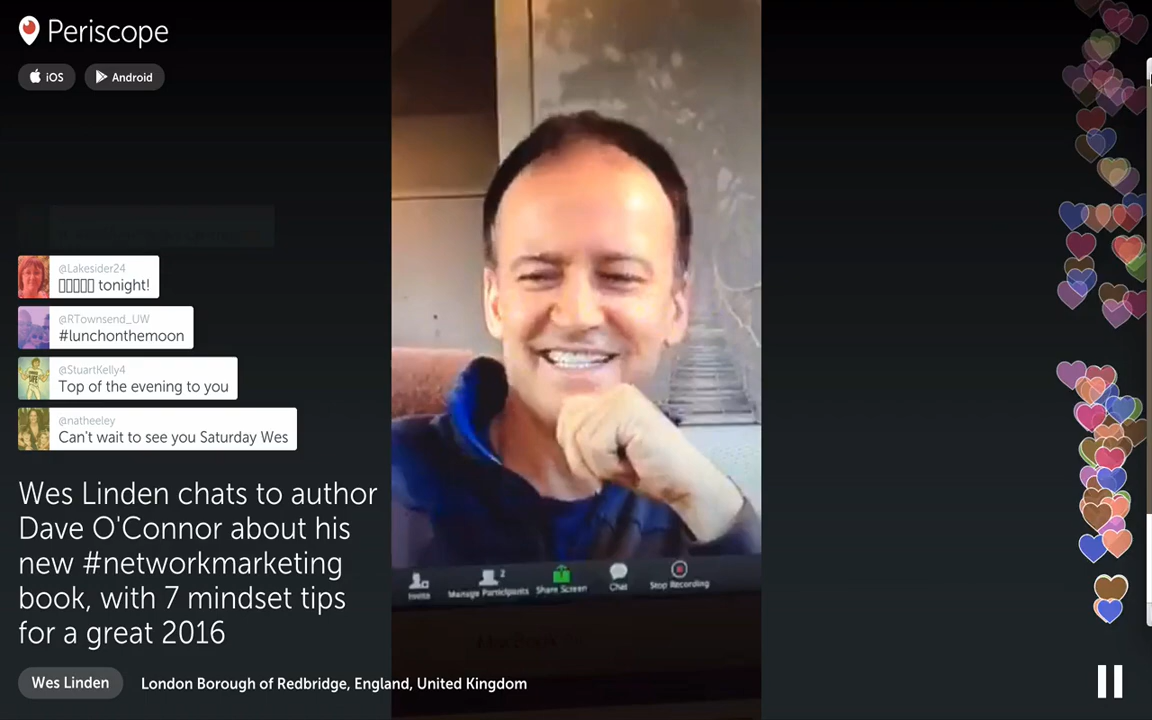 Periscope
iOS
Android
@Lakesider24
tonight!
@RTownsend_UW
#lunchonthemoon
@StuartKelly4
Top of the evening to you
@natheeley
Can't wait to see you Saturday Wes
Wes Linden chats to author
Dave O'Connor about his
new #networkmarketing
book, with 7 mindset tips
for a great 2016
Wes Linden
London Borough of Redbridge, England, United Kingdom
Invite
Manage Participants
2
Share Screen
Chat
Stop Recording